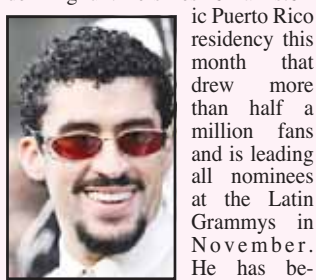 ic Puerto Rico
residency this
month that
drew more
than half a
million fans
and is leading
all nominees
at the Latin
Grammys in
November.
He has be-